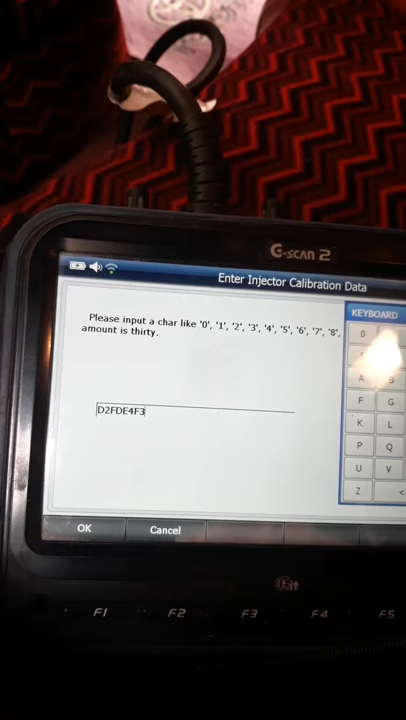 G-scan 2
Enter Injector Calibration Data
Please input a char like '0', '1', '2', '3', '4', '5', '6', '7', '8',
amount is thirty.
D2FDE4F3
KEYBOARD
0
A B
F G
K L
P Q
U V
Z <
OK Cancel
Git
F1 F2 F3 F4 F5